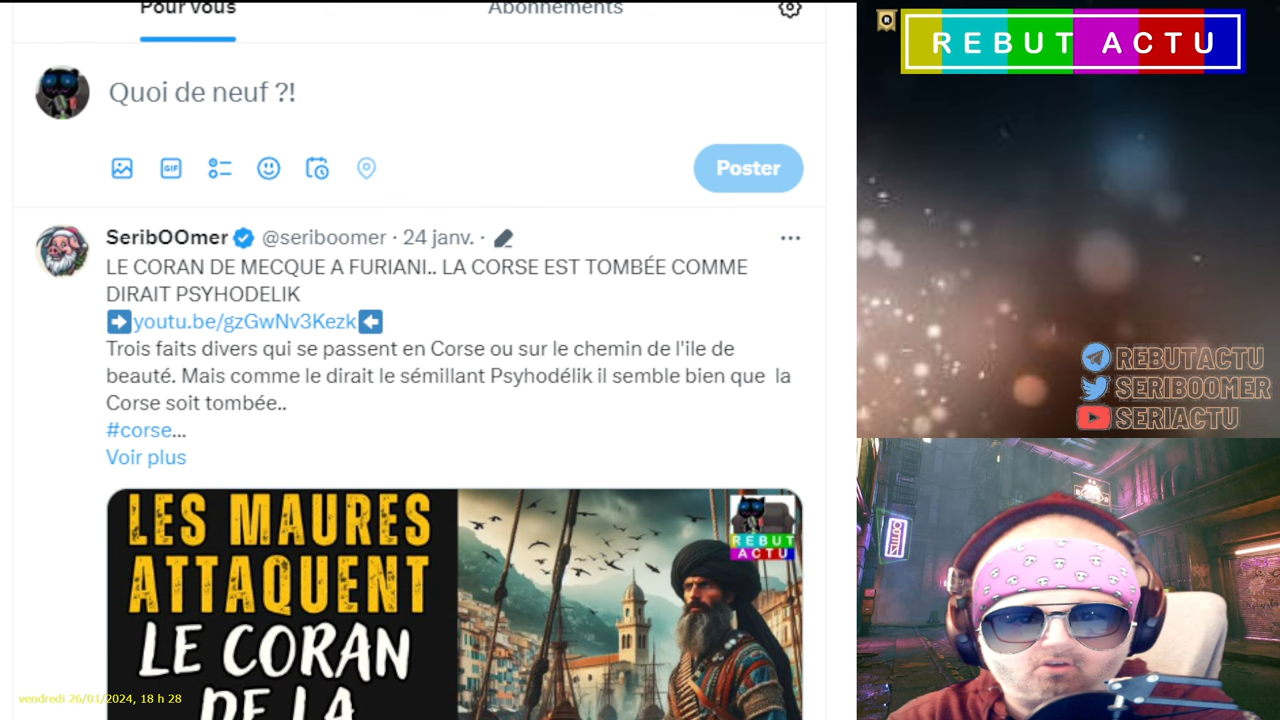 Pour vous
Abonnements
Quoi de neuf ?!
GIF
Poster
SeribOOmer @seriboomer · 24 janv. ·
LE CORAN DE MECQUE A FURIANI.. LA CORSE EST TOMBÉE COMME
DIRAIT PSYHODELIK
youtu.be/gzGwNv3Kezk
Trois faits divers qui se passent en Corse ou sur le chemin de l'ile de
beauté. Mais comme le dirait le sémillant Psyhodélik il semble bien que la
Corse soit tombée..
#corse...
Voir plus
LES MAURES
ATTAQUENT
LE CORAN
DE LA
REBUT
ACTU
vendredi 26/01/2024, 18 h 28
R
REBUT ACTU
REBUTACTU
SERIBOOMER
SERIACTU